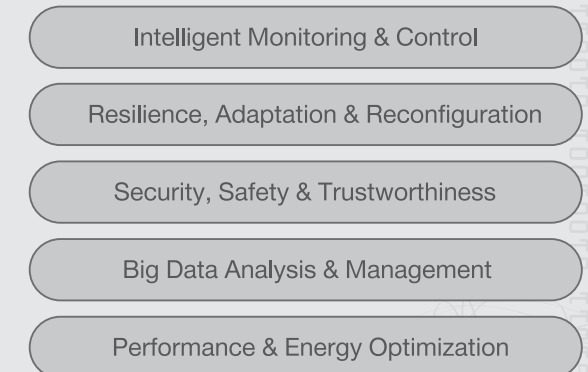 Intelligent Monitoring & Control
Resilience, Adaptation & Reconfiguration
Security, Safety & Trustworthiness
Big Data Analysis & Management
Performance & Energy Optimization